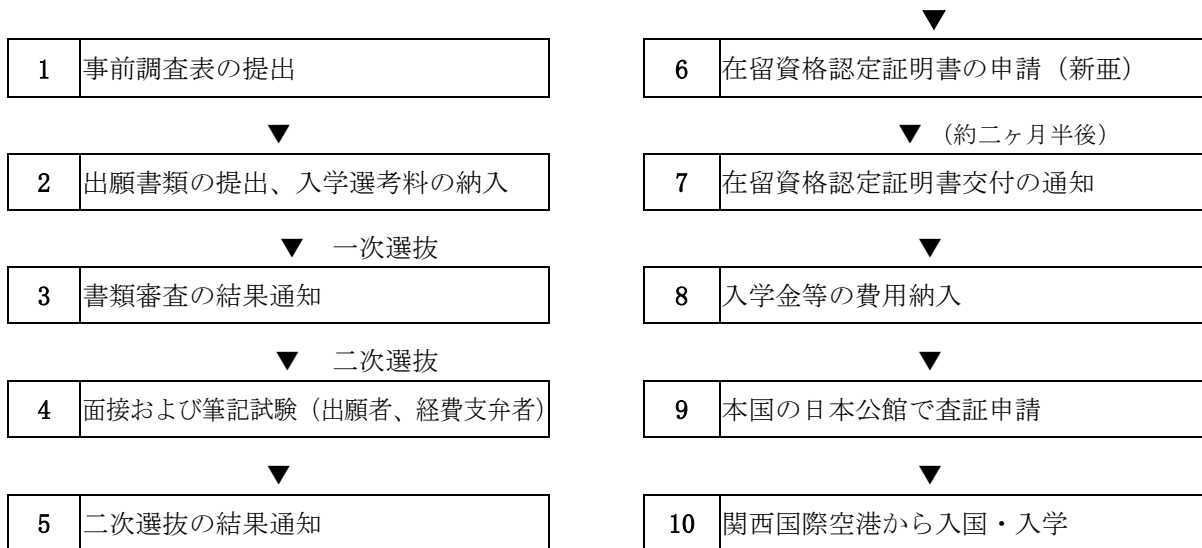 1 事前調査表の提出
▼
2 出願書類の提出、入学選考料の納入
▼ 一次選抜
3 書類審査の結果通知
▼ 二次選抜
4 面接および筆記試験（出願者、経費支弁者）
▼
5 二次選抜の結果通知
▼
6 在留資格認定証明書の申請（新亜）
▼ （約二ヶ月半後）
7 在留資格認定証明書交付の通知
▼
8 入学金等の費用納入
▼
9 本国の日本公館で査証申請
▼
10 関西国際空港から入国・入学